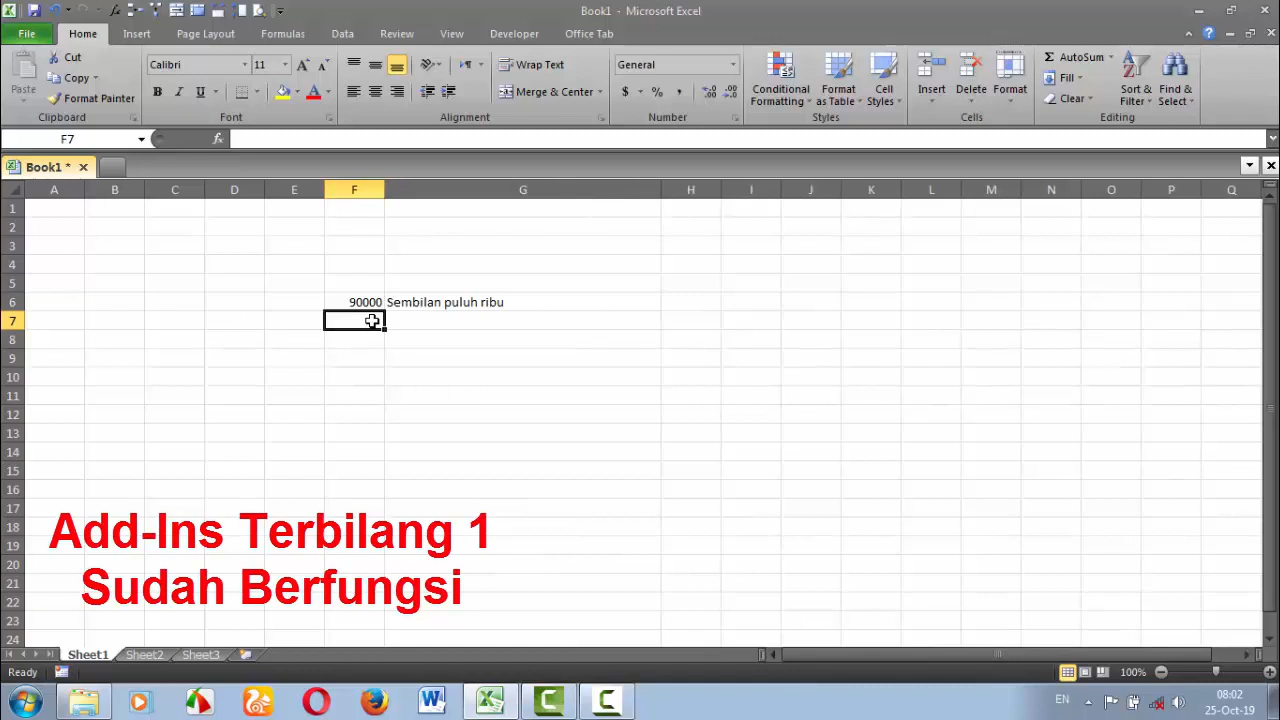 Book1 - Microsoft Excel
File Home Insert Page Layout Formulas Data Review View Developer Office Tab
Paste Cut Copy Format Painter
Calibri 11
B I U A
Wrap Text
Merge & Center
General
$ % ,
Conditional Formatting Format as Table Cell Styles
Insert Delete Format
Σ AutoSum Fill Clear
Sort & Filter Find & Select
Clipboard Font Alignment Number Styles Cells Editing
F7 fx
Book1 *
A B C D E F G H I J K L M N O P Q
1
2
3
4
5
6 90000 Sembilan puluh ribu
7
8
9
10
11
12
13
14
15
16
17
18
19
20
21
22
23
24
Add-Ins Terbilang 1
Sudah Berfungsi
Sheet1 Sheet2 Sheet3
Ready 100%
EN 08:02
25-Oct-19